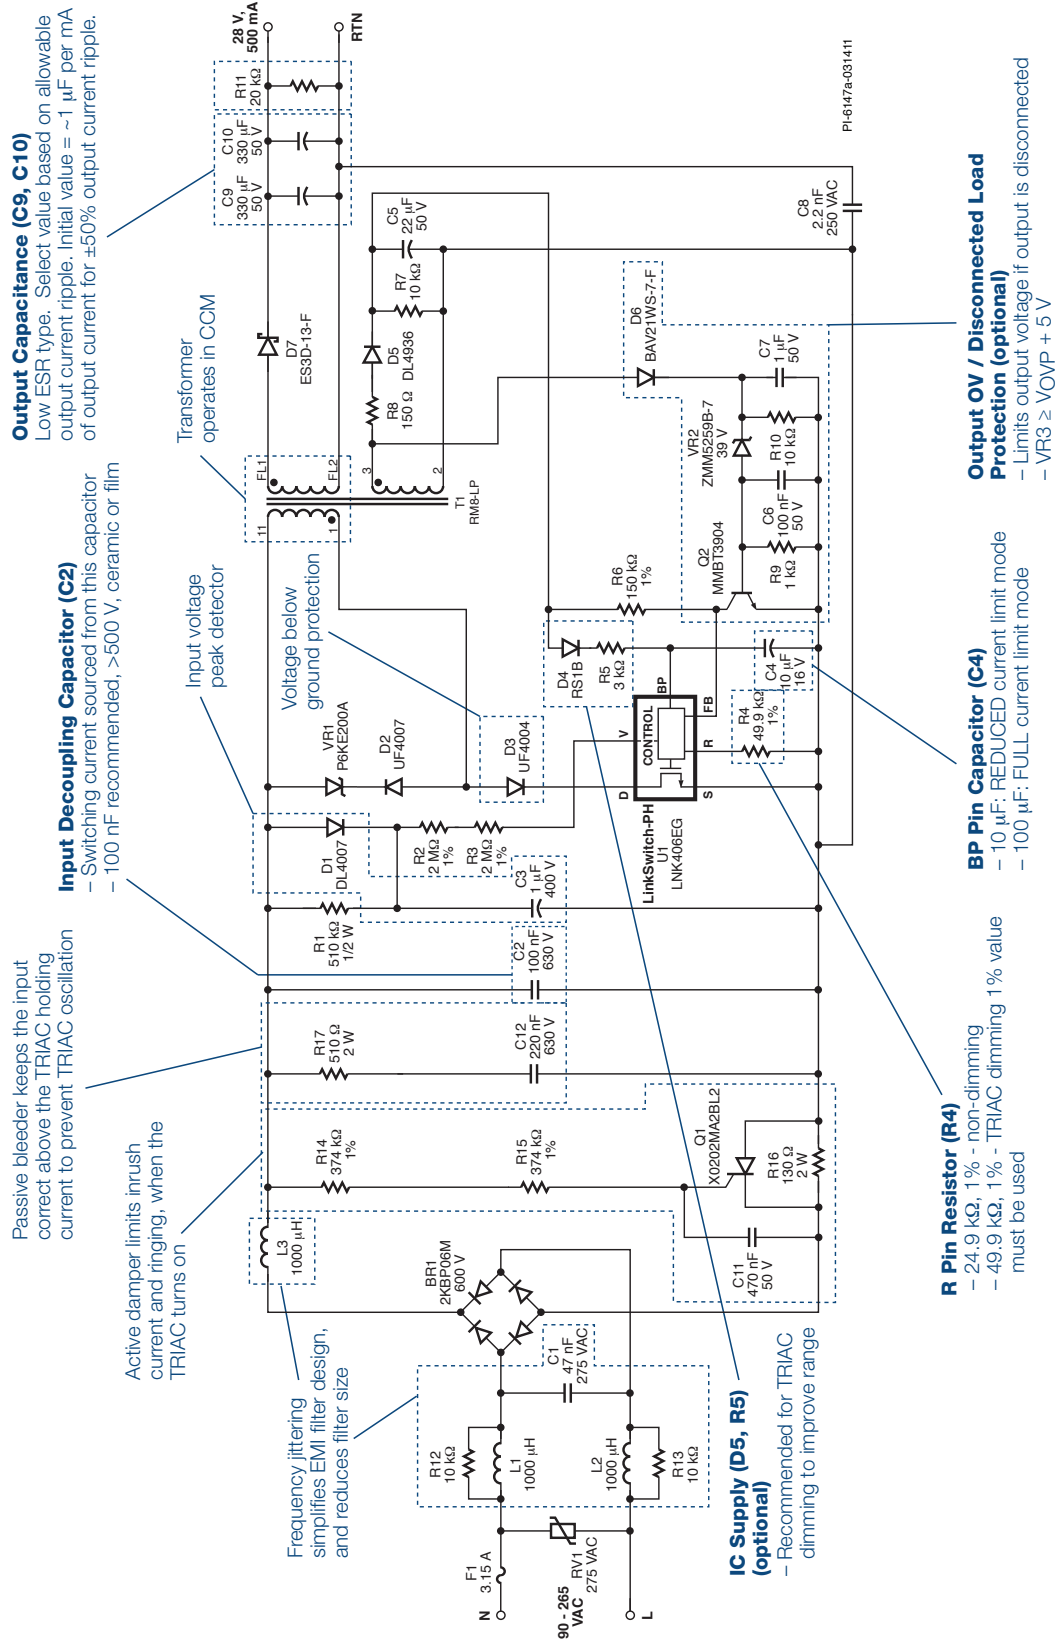 Passive bleeder keeps the input
correct above the TRIAC holding
current to prevent TRIAC oscillation
Active damper limits inrush
current and ringing, when the
TRIAC turns on
Frequency jittering
simplifies EMI filter design,
and reduces filter size
Input Decoupling Capacitor (C2)
– Switching current sourced from this capacitor
– 100 nF recommended, >500 V, ceramic or film
Input voltage
peak detector
Voltage below
ground protection
Transformer
operates in CCM
Output Capacitance (C9, C10)
Low ESR type. Select value based on allowable
output current ripple. Initial value = ~1 µF per mA
of output current for ±50% output current ripple.
N
F1
3.15 A
90 - 265
VAC
RV1
275 VAC
L
R12
10 kΩ
L1
1000 µH
L2
1000 µH
R13
10 kΩ
C1
47 nF
275 VAC
BR1
2KBP06M
600 V
L3
1000 µH
R14
374 kΩ
1%
R15
374 kΩ
1%
C11
470 nF
50 V
Q1
X0202MA2BL2
R16
130 Ω
2 W
R17
510 Ω
2 W
C12
220 nF
630 V
C2
100 nF
630 V
R1
510 kΩ
1/2 W
D1
DL4007
R2
2 MΩ
1%
R3
2 MΩ
1%
C3
1 µF
400 V
VR1
P6KE200A
D2
UF4007
D3
UF4004
LinkSwitch-PH
U1
LNK406EG
D
S
V
CONTROL
R
BP
FB
R4
49.9 kΩ
1%
D4
RS1B
R5
3 kΩ
C4
10 µF
16 V
R6
150 kΩ
1%
Q2
MMBT3904
R9
1 kΩ
C6
100 nF
50 V
VR2
ZMM5259B-7
39 V
R10
10 kΩ
D6
BAV21WS-7-F
C7
1 µF
50 V
11
1
FL1
FL2
3
2
T1
RM8-LP
R8
150 Ω
D5
DL4936
R7
10 kΩ
C5
22 µF
50 V
D7
ES3D-13-F
C9
330 µF
50 V
C10
330 µF
50 V
R11
20 kΩ
28 V,
500 mA
RTN
C8
2.2 nF
250 VAC
PI-6147a-031411
IC Supply (D5, R5)
(optional)
– Recommended for TRIAC
dimming to improve range
R Pin Resistor (R4)
– 24.9 kΩ, 1% - non-dimming
– 49.9 kΩ, 1% - TRIAC dimming 1% value
must be used
BP Pin Capacitor (C4)
– 10 µF: REDUCED current limit mode
– 100 µF: FULL current limit mode
Output OV / Disconnected Load
Protection (optional)
– Limits output voltage if output is disconnected
– VR3 ≥ VOVP + 5 V